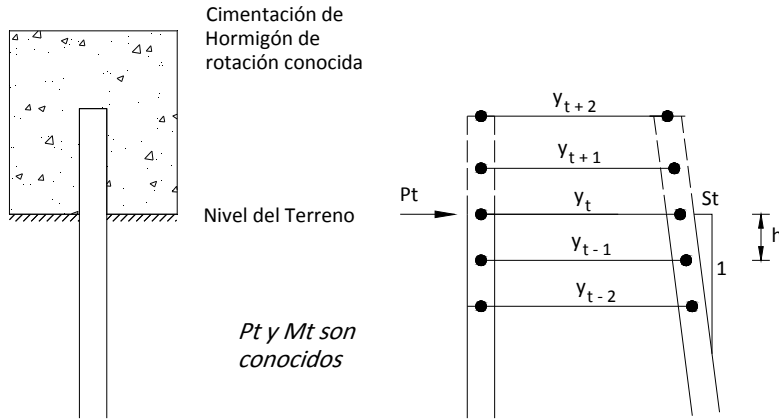 Cimentación de
Hormigón de
rotación conocida
Nivel del Terreno
Pt y Mt son
conocidos
y t + 2
y t + 1
Pt
y t
St
y t - 1
h
1
y t - 2